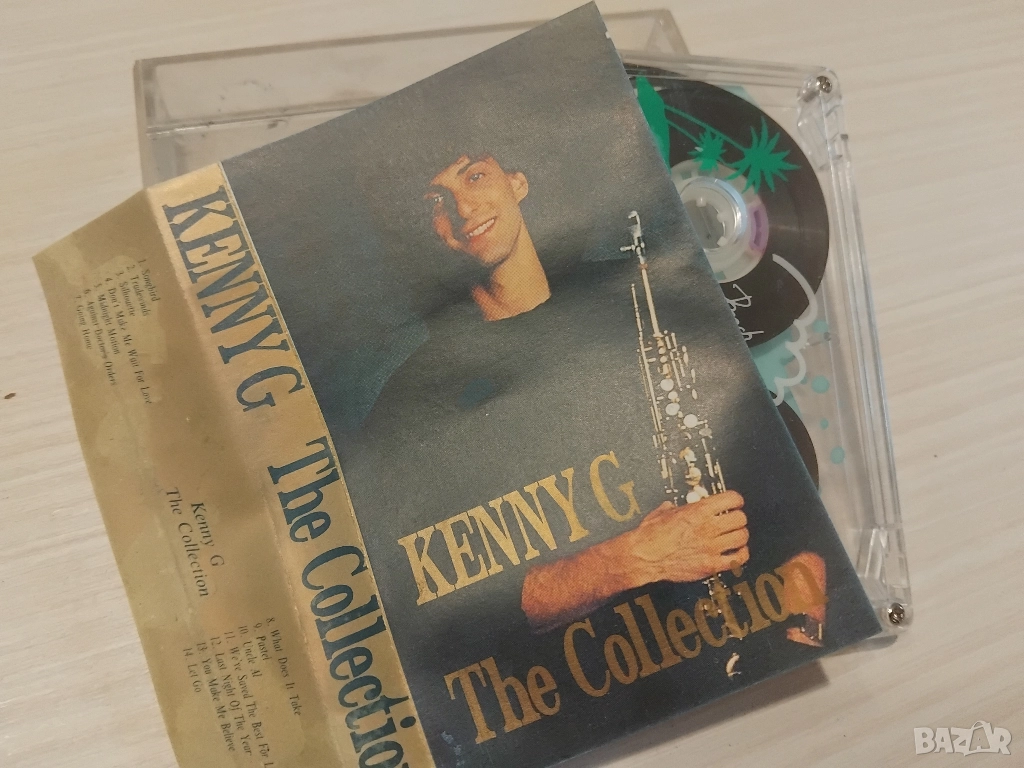 KENNY G
The Collection
KENNY G The Collection
1. Songbird
2. Tradewinds
3. Silhouette
4. Don't Make Me Wait For Love
5. Midnight Motion
6. Against Doctor's Orders
7. Going Home
Kenny G
The Collection
8. What Does It Take
9. Pastel
10. Uncle Al
11. We've Saved The Best For L
12. Last Night Of The Year
13. You Make Me Believe
14. Let Go
BAZAR